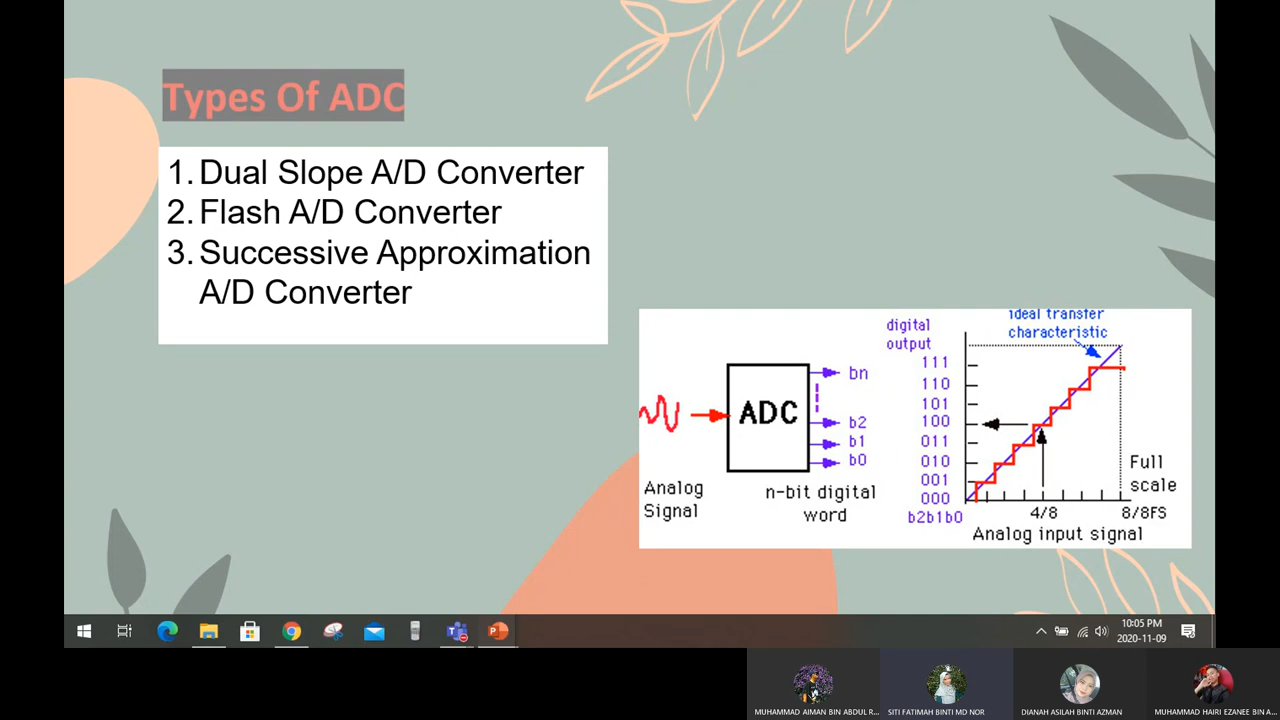 Types Of ADC
1. Dual Slope A/D Converter
2. Flash A/D Converter
3. Successive Approximation
A/D Converter
Analog
Signal
ADC
bn
b2
b1
b0
n-bit digital
word
digital
output
111
110
101
100
011
010
001
000
b2b1b0
ideal transfer
characteristic
Full
scale
4/8
8/8FS
Analog input signal
10:05 PM
2020-11-09
MUHAMMAD AIMAN BIN ABDUL R...
SITI FATIMAH BINTI MD NOR
DIANAH ASILAH BINTI AZMAN
MUHAMMAD HAIRI EZANEE BIN A...